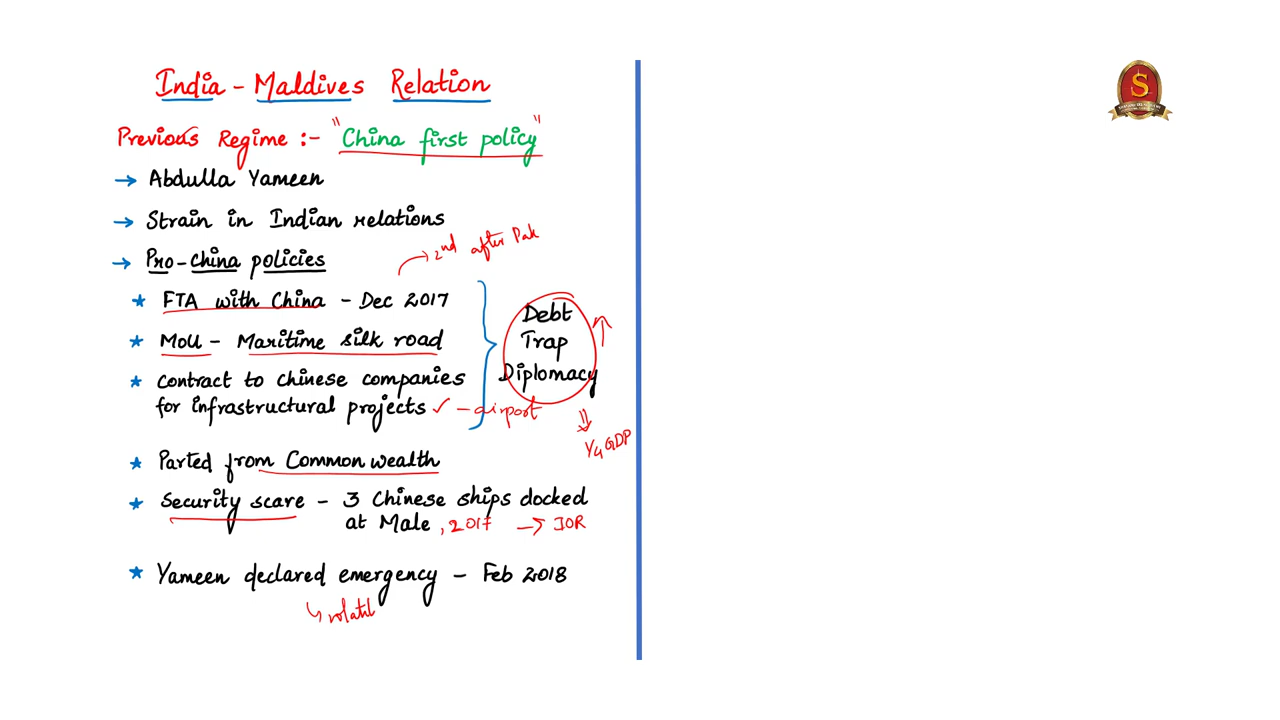 India - Maldives Relation
Previous Regime :- "China first policy"
→ Abdulla Yameen
→ Strain in Indian relations
→ 2nd after Pak
→ Pro-China policies
★ FTA with China - Dec 2017
★ MoU - Maritime silk road
★ contract to chinese companies
for infrastructural projects ✓ - airport
Debt
Trap
Diplomacy
↑
⇓
1/4 GDP
★ Parted from Commonwealth
★ Security scare - 3 Chinese ships docked
at Male, 2017 → IOR
★ Yameen declared emergency - Feb 2018
↳ volatil
S